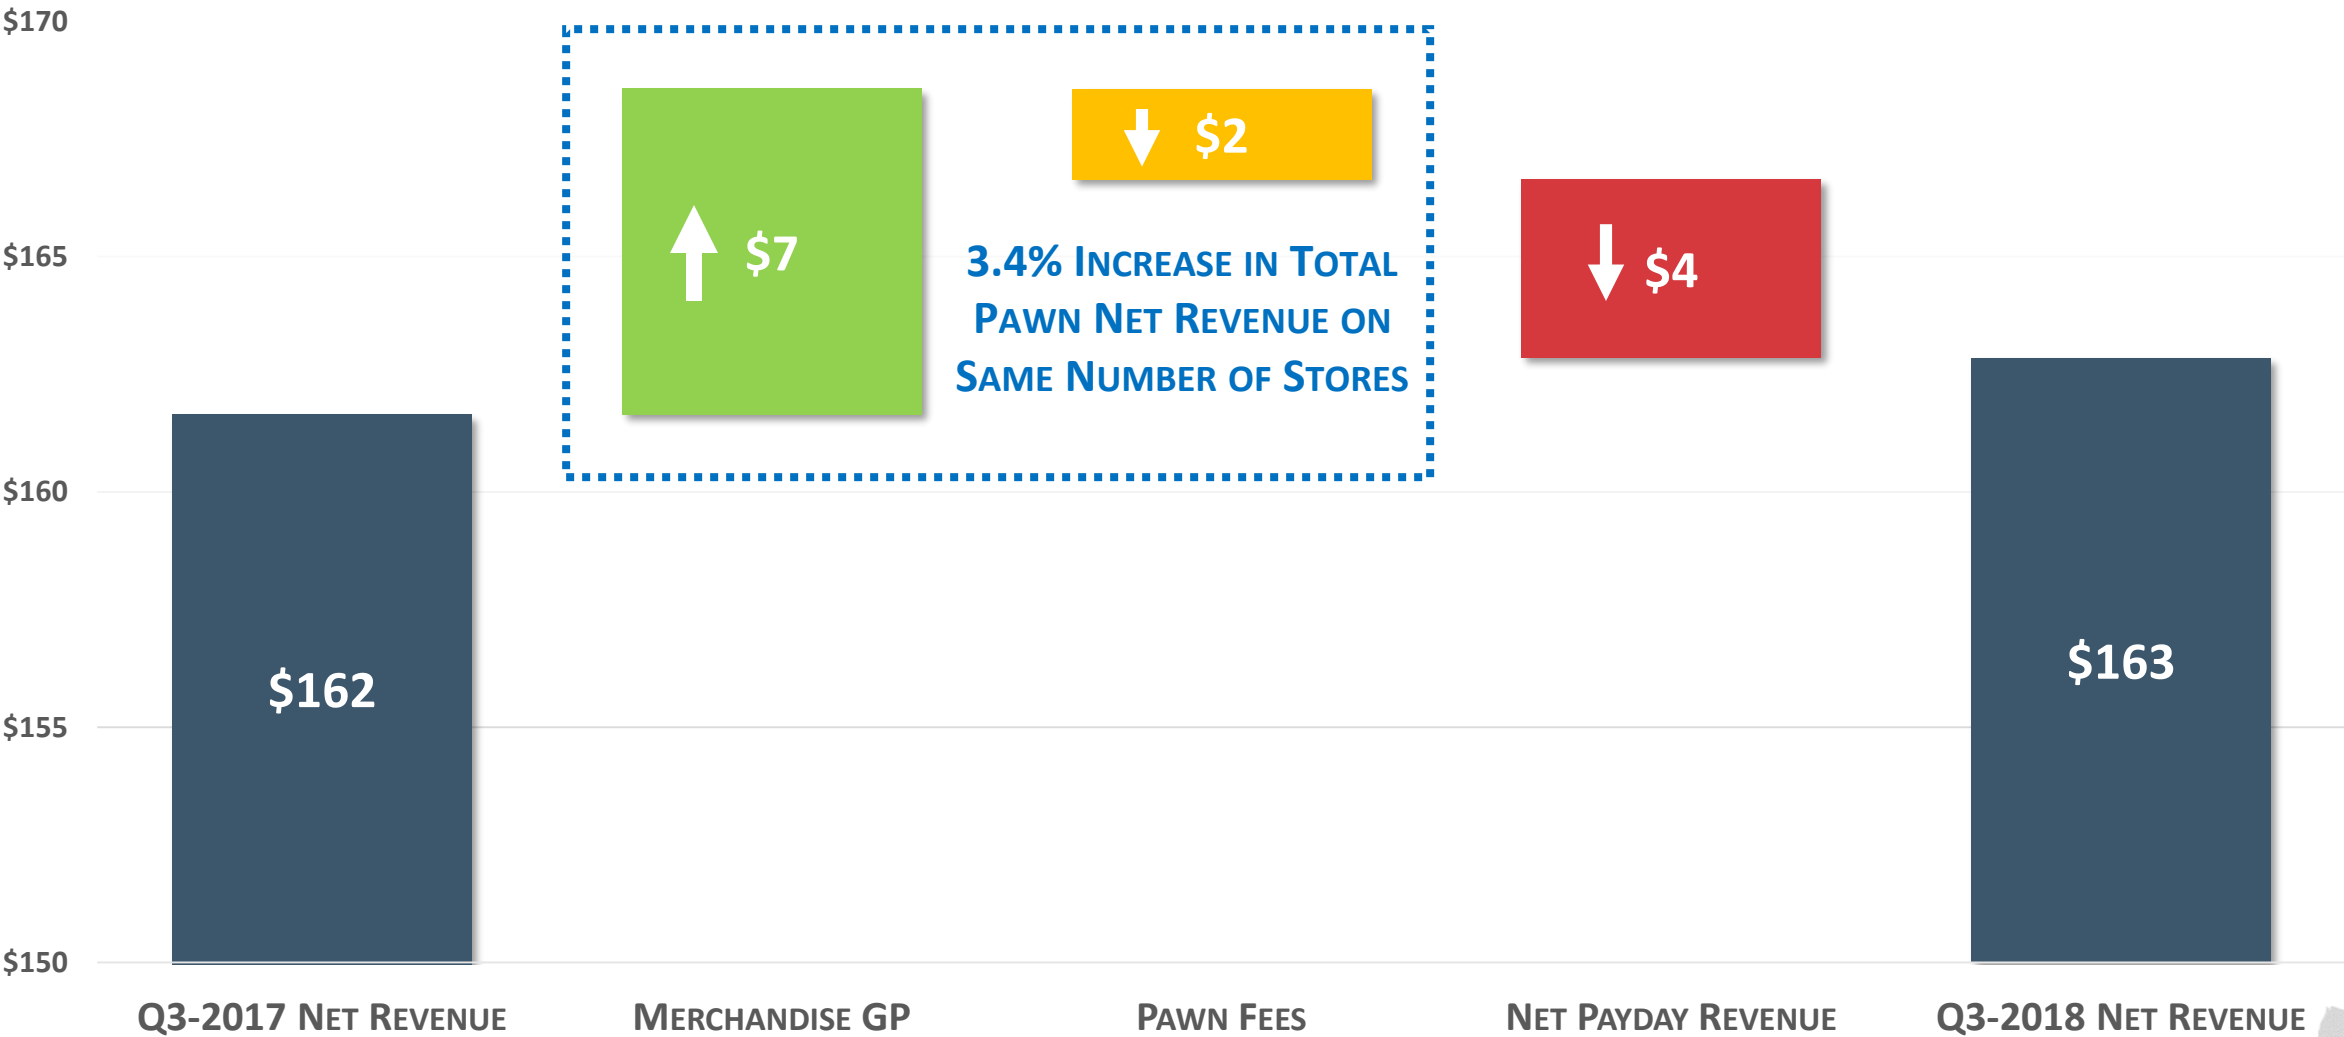 $170
$165
$160
$155
$150
$162
$7
$2
3.4% Increase in Total
Pawn Net Revenue on
Same Number of Stores
$4
$163
Q3-2017 Net Revenue
Merchandise GP
Pawn Fees
Net Payday Revenue
Q3-2018 Net Revenue